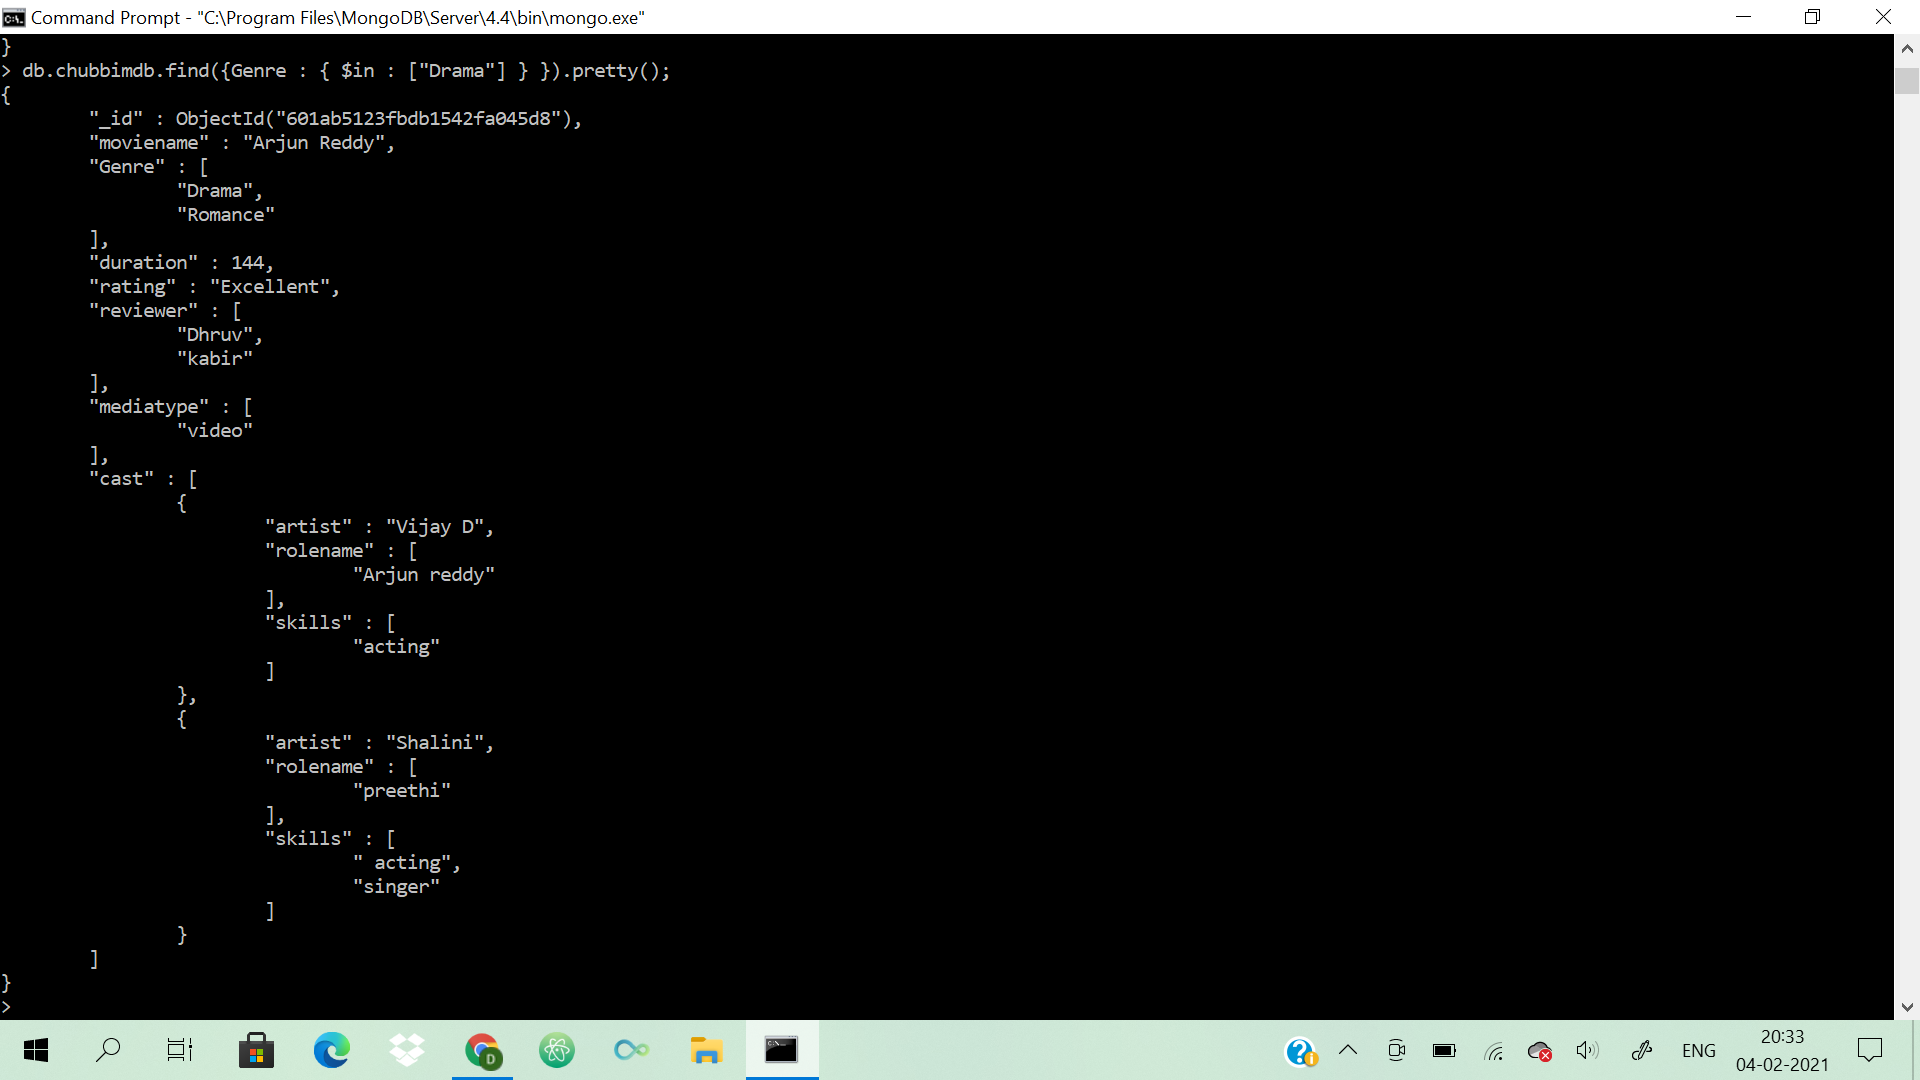 Command Prompt - "C:\Program Files\MongoDB\Server\4.4\bin\mongo.exe"
}
> db.chubbimdb.find({Genre : { $in : ["Drama"] } }).pretty();
{
        "_id" : ObjectId("601ab5123fbdb1542fa045d8"),
        "moviename" : "Arjun Reddy",
        "Genre" : [
                "Drama",
                "Romance"
        ],
        "duration" : 144,
        "rating" : "Excellent",
        "reviewer" : [
                "Dhruv",
                "kabir"
        ],
        "mediatype" : [
                "video"
        ],
        "cast" : [
                {
                        "artist" : "Vijay D",
                        "rolename" : [
                                "Arjun reddy"
                        ],
                        "skills" : [
                                "acting"
                        ]
                },
                {
                        "artist" : "Shalini",
                        "rolename" : [
                                "preethi"
                        ],
                        "skills" : [
                                " acting",
                                "singer"
                        ]
                }
        ]
}
>
D
ENG
20:33
04-02-2021